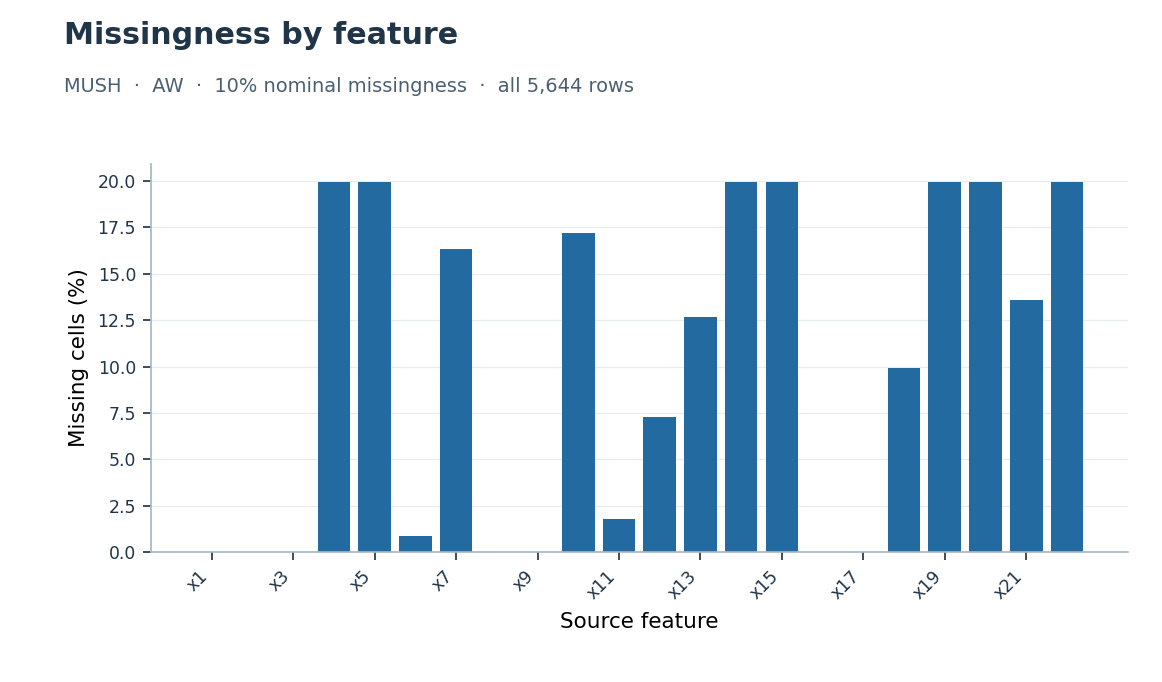 Missingness by feature
MUSH · AW · 10% nominal missingness · all 5,644 rows
20.0
17.5
15.0
12.5
10.0
7.5
5.0
2.5
0.0
Missing cells (%)
x1 x3 x5 x7 x9 x11 x13 x15 x17 x19 x21
Source feature